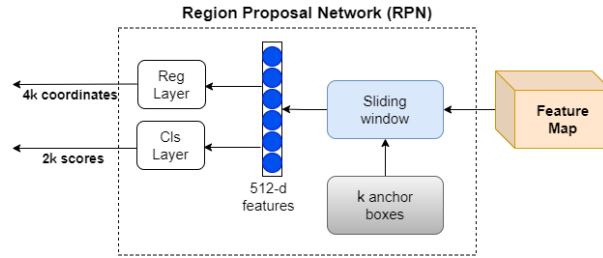 Region Proposal Network (RPN)
Reg
Layer
4k coordinates
Cls
Layer
2k scores
512-d
features
Sliding
window
k anchor
boxes
Feature
Map